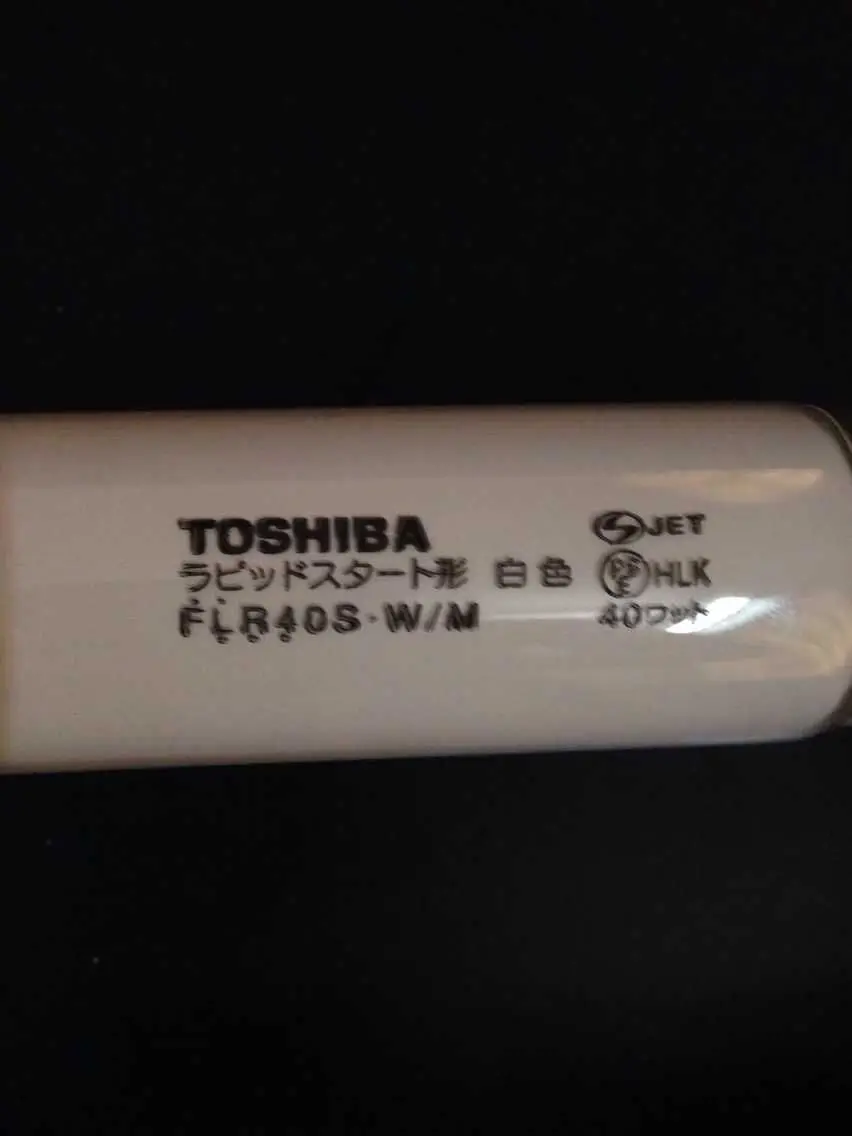 TOSHIBA
ラピッドスタート形 白色
FLR40S・W/M
JET
PSE HLK
40ワット